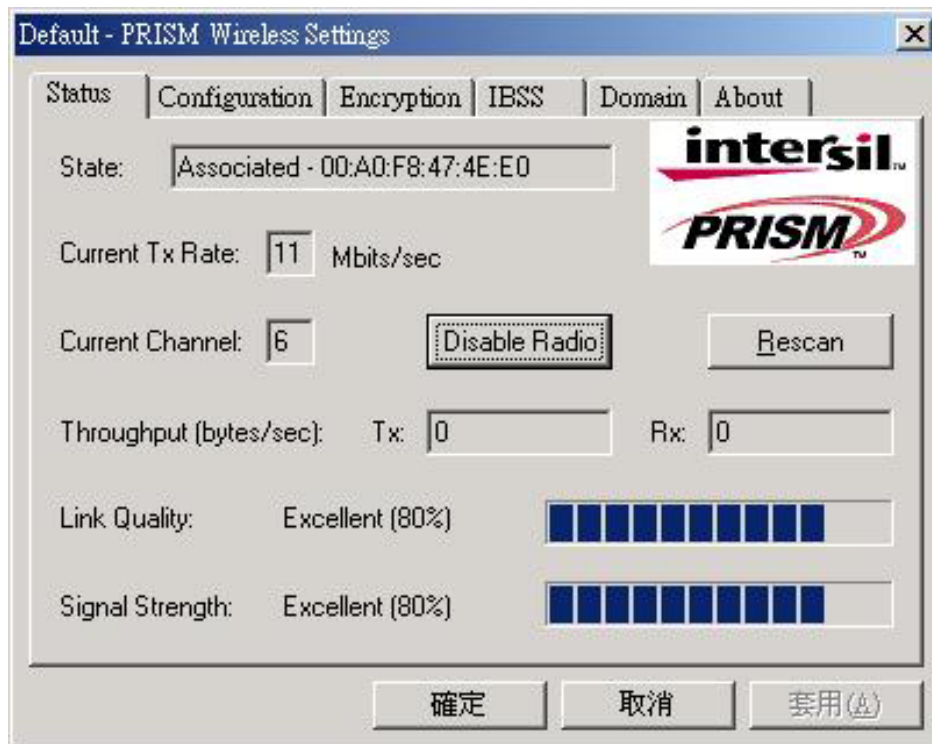 Default - PRISM Wireless Settings
Status Configuration Encryption IBSS Domain About
intersil™
PRISM™
State: Associated - 00:A0:F8:47:4E:E0
Current Tx Rate: 11 Mbits/sec
Current Channel: 6 Disable Radio Rescan
Throughput (bytes/sec): Tx: 0 Rx: 0
Link Quality: Excellent (80%)
Signal Strength: Excellent (80%)
確定 取消 套用(A)